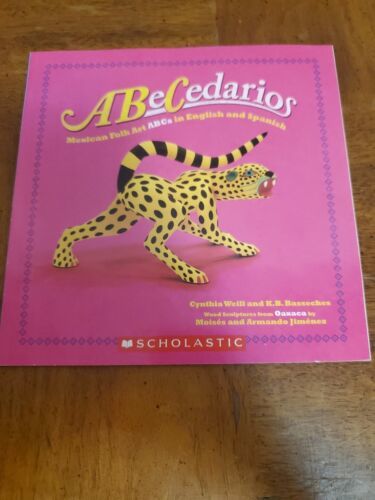 ABeCedarios
Mexican Folk Art ABCs in English and Spanish
Cynthia Weill and K.B. Basseches
Wood Sculptures from Oaxaca by
Moisés and Armando Jiménez
SCHOLASTIC